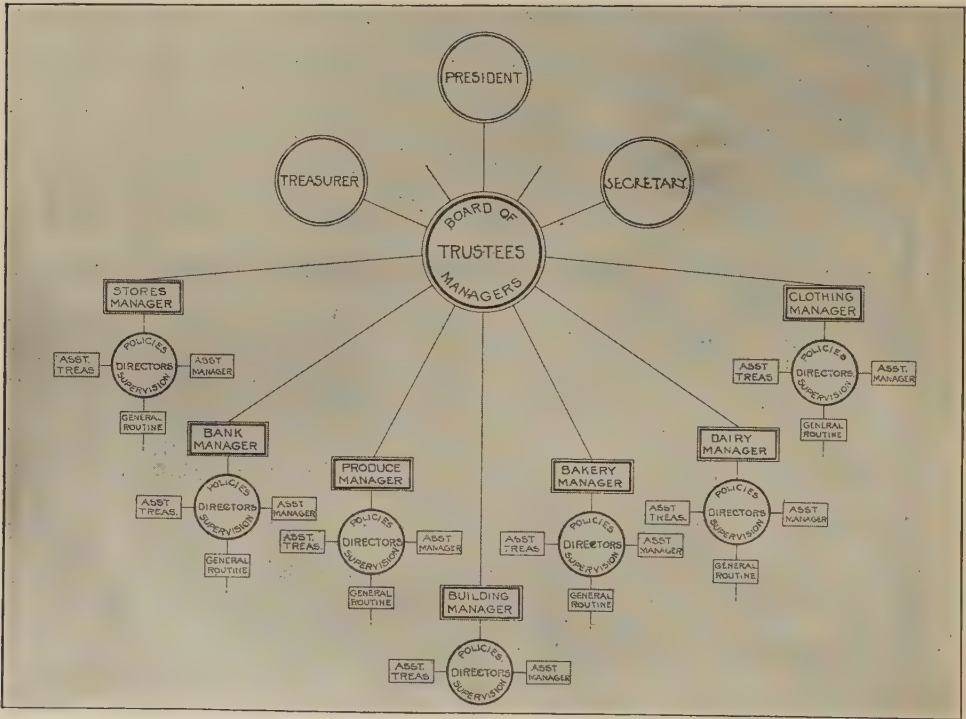 PRESIDENT
TREASURER
SECRETARY.
BOARD OF
TRUSTEES
MANAGERS
STORES
MANAGER
POLICIES
DIRECTORS
SUPERVISION
ASST.
TREAS.
ASST
MANAGER
GENERAL
ROUTINE
CLOTHING
MANAGER
POLICIES
DIRECTORS
SUPERVISION
ASST
TREAS
ASST.
MANAGER
GENERAL
ROUTINE
BANK
MANAGER
POLICIES
DIRECTORS
SUPERVISION
ASST
TREAS.
ASST
MANAGER
GENERAL
ROUTINE
PRODUCE
MANAGER
POLICIES
DIRECTORS
SUPERVISION
ASST.
TREAS.
ASST
MANAGER
GENERAL
ROUTINE
BUILDING
MANAGER
POLICIES.
DIRECTORS
SUPERVISION
ASST.
TREAS.
ASST
MANAGER
BAKERY
MANAGER
POLICIES
DIRECTORS
SUPERVISION
ASST
TREAS
ASST
MANAGER
GENERAL
ROUTINE
DAIRY
MANAGER
POLICIES
DIRECTORS
SUPERVISION
ASST
TREAS.
ASST
MANAGER
GENERAL
ROUTINE